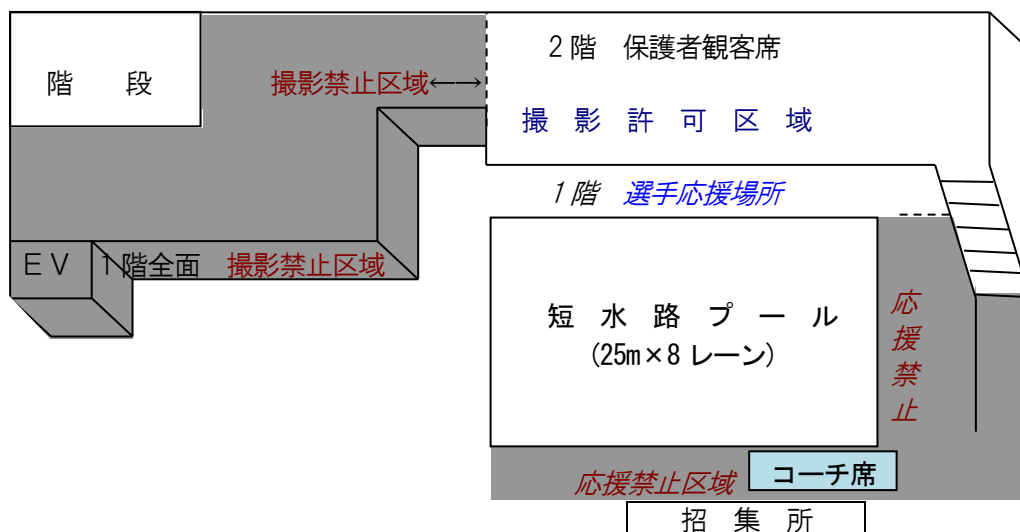 2階　保護者観客席
階　段
撮影禁止区域←→
撮　影　許　可　区　域
1階　選手応援場所
ＥＶ
1階全面　撮影禁止区域
短　水　路　プ　ー　ル
(25m×8レーン)
応援禁止
応援禁止区域
コーチ席
招　集　所